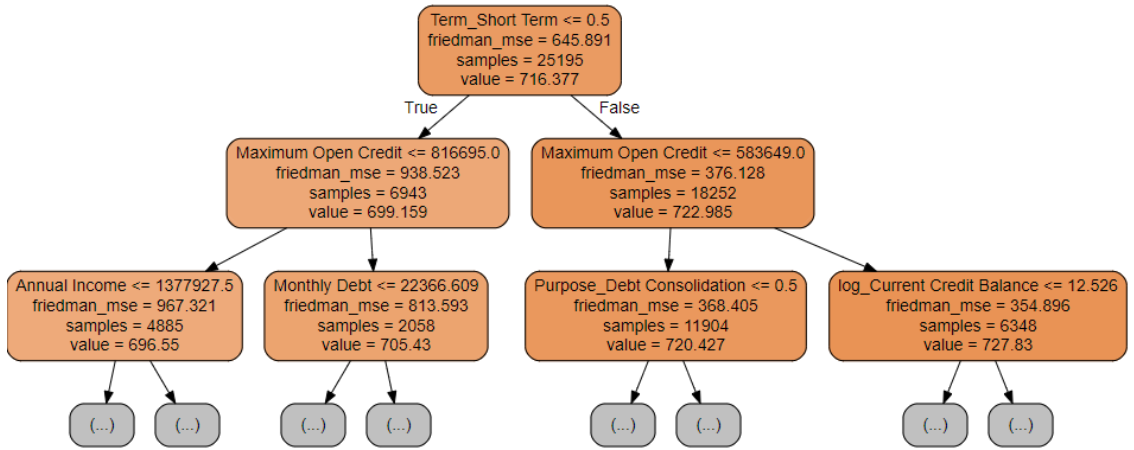 Term_Short Term <= 0.5
friedman_mse = 645.891
samples = 25195
value = 716.377
True
False
Maximum Open Credit <= 816695.0
friedman_mse = 938.523
samples = 6943
value = 699.159
Maximum Open Credit <= 583649.0
friedman_mse = 376.128
samples = 18252
value = 722.985
Annual Income <= 1377927.5
friedman_mse = 967.321
samples = 4885
value = 696.55
Monthly Debt <= 22366.609
friedman_mse = 813.593
samples = 2058
value = 705.43
Purpose_Debt Consolidation <= 0.5
friedman_mse = 368.405
samples = 11904
value = 720.427
log_Current Credit Balance <= 12.526
friedman_mse = 354.896
samples = 6348
value = 727.83
(...)
(...)
(...)
(...)
(...)
(...)
(...)
(...)